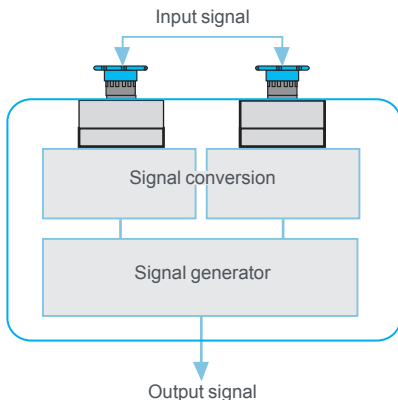 Input signal
Signal conversion
Signal generator
Output signal